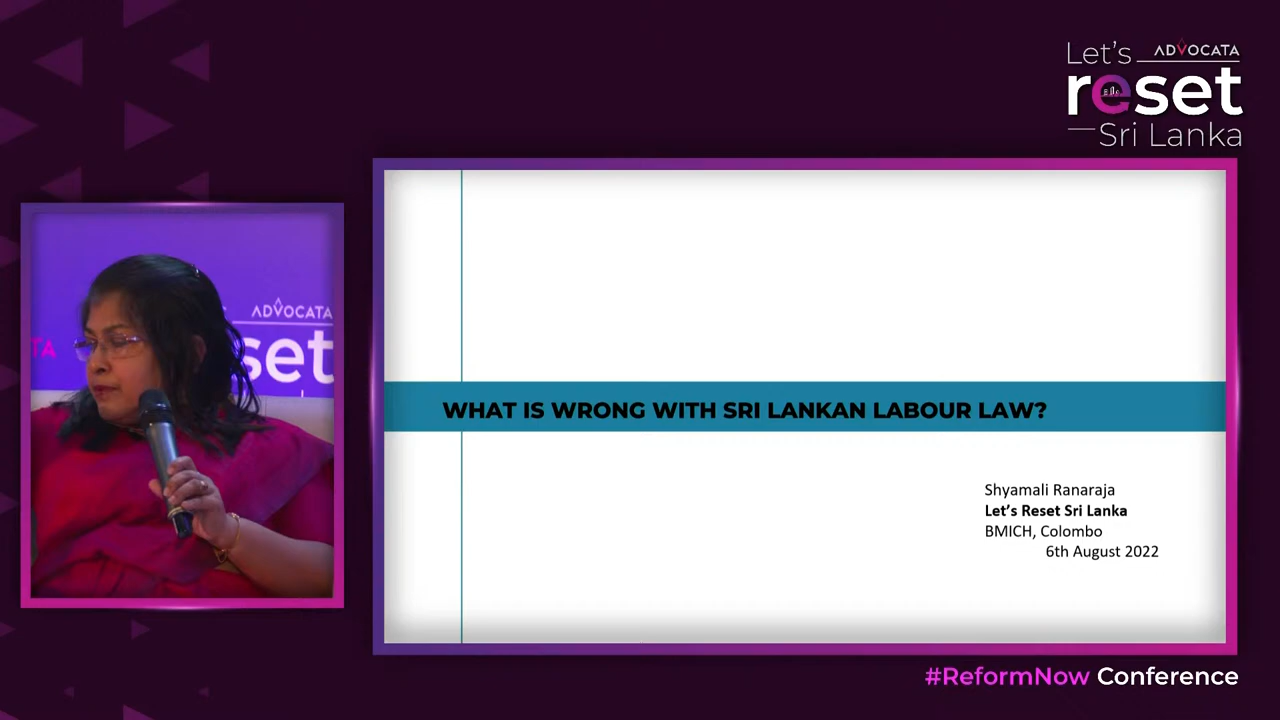 Let's
ADVOCATA
reset
Sri Lanka
ADVOCATA
TA
set
WHAT IS WRONG WITH SRI LANKAN LABOUR LAW?
Shyamali Ranaraja
Let's Reset Sri Lanka
BMICH, Colombo
6th August 2022
#ReformNow Conference